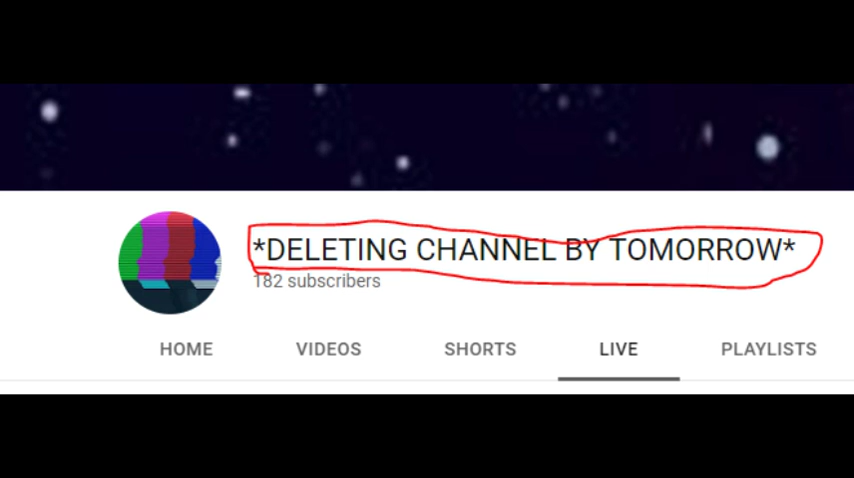 *DELETING CHANNEL BY TOMORROW*
182 subscribers
HOME VIDEOS SHORTS LIVE PLAYLISTS